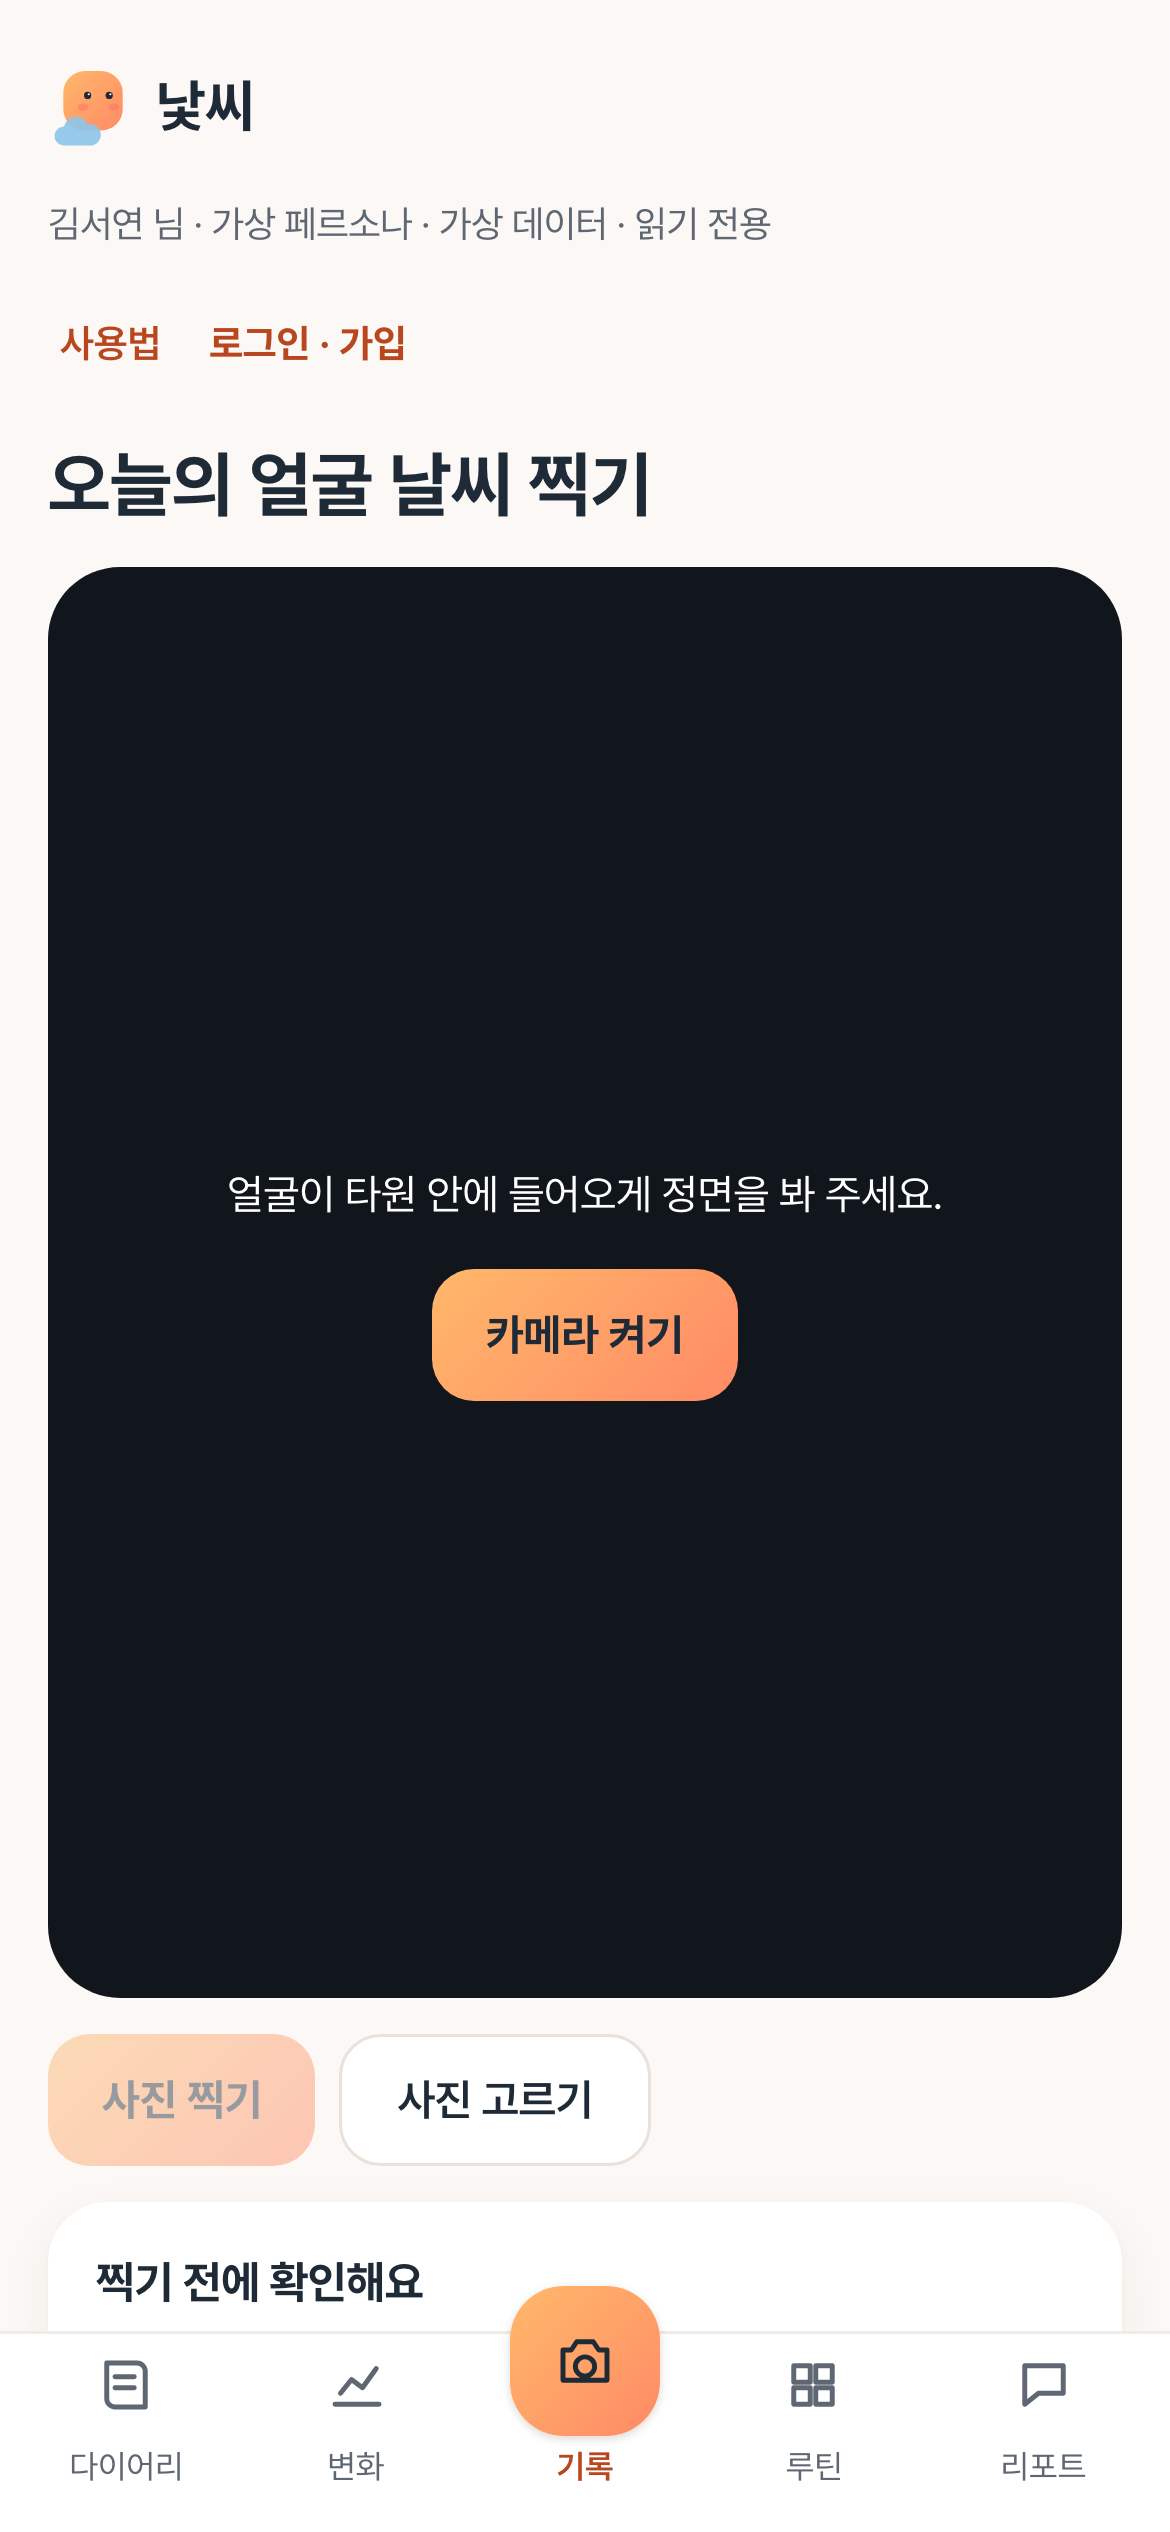 낯씨
김서연 님 · 가상 페르소나 · 가상 데이터 · 읽기 전용
사용법 로그인 · 가입
오늘의 얼굴 날씨 찍기
얼굴이 타원 안에 들어오게 정면을 봐 주세요.
카메라 켜기
사진 찍기 사진 고르기
찍기 전에 확인해요
다이어리 변화 기록 루틴 리포트